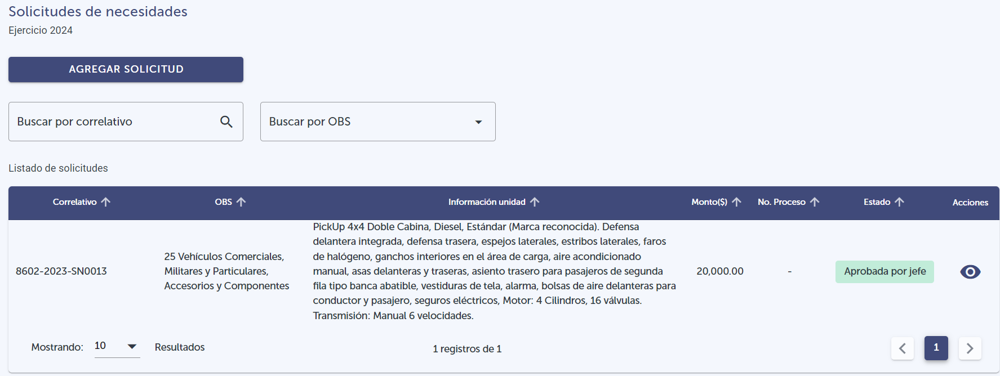 Solicitudes de necesidades
Ejercicio 2024
AGREGAR SOLICITUD
Buscar por correlativo
Buscar por OBS
Listado de solicitudes
Correlativo OBS Información unidad Monto($) No. Proceso Estado Acciones
8602-2023-SN0013
25 Vehículos Comerciales,
Militares y Particulares,
Accesorios y Componentes
PickUp 4x4 Doble Cabina, Diesel, Estándar (Marca reconocida). Defensa
delantera integrada, defensa trasera, espejos laterales, estribos laterales, faros
de halógeno, ganchos interiores en el área de carga, aire acondicionado
manual, asas delanteras y traseras, asiento trasero para pasajeros de segunda
fila tipo banca abatible, vestiduras de tela, alarma, bolsas de aire delanteras para
conductor y pasajero, seguros eléctricos, Motor: 4 Cilindros, 16 válvulas.
Transmisión: Manual 6 velocidades.
20,000.00
-
Aprobada por jefe
Mostrando: 10 Resultados
1 registros de 1
1